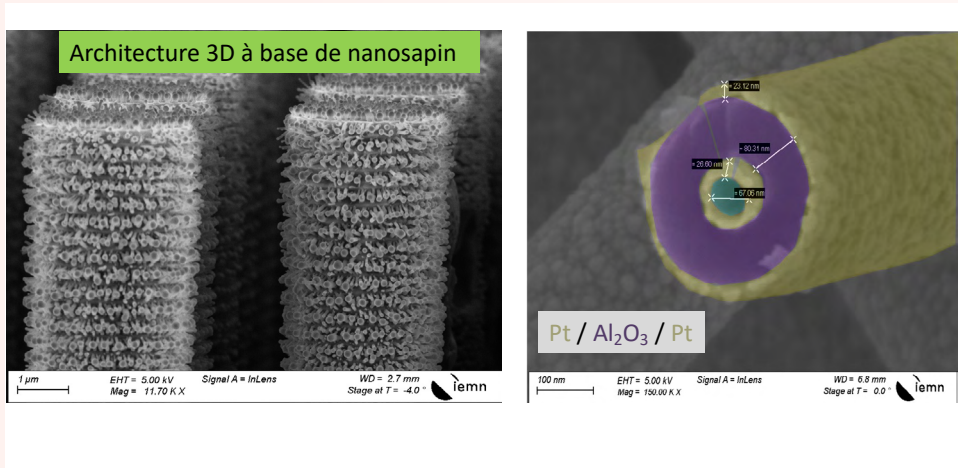 Architecture 3D à base de nanosapin
1 µm
EHT = 5.00 kV
Mag = 11.70 K X
Signal A = InLens
WD = 2.7 mm
Stage at T = -4.0 °
iemn
= 23.12 nm
= 80.31 nm
= 26.60 nm
= 67.06 nm
Pt / Al₂O₃ / Pt
100 nm
EHT = 5.00 kV
Mag = 150.00 K X
Signal A = InLens
WD = 6.8 mm
Stage at T = 0.0 °
iemn